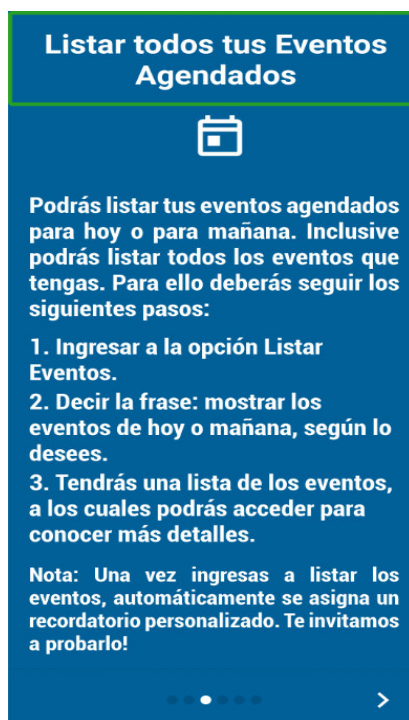 Listar todos tus Eventos
Agendados
Podrás listar tus eventos agendados
para hoy o para mañana. Inclusive
podrás listar todos los eventos que
tengas. Para ello deberás seguir los
siguientes pasos:
1. Ingresar a la opción Listar
Eventos.
2. Decir la frase: mostrar los
eventos de hoy o mañana, según lo
desees.
3. Tendrás una lista de los eventos,
a los cuales podrás acceder para
conocer más detalles.
Nota: Una vez ingresas a listar los
eventos, automáticamente se asigna un
recordatorio personalizado. Te invitamos
a probarlo!